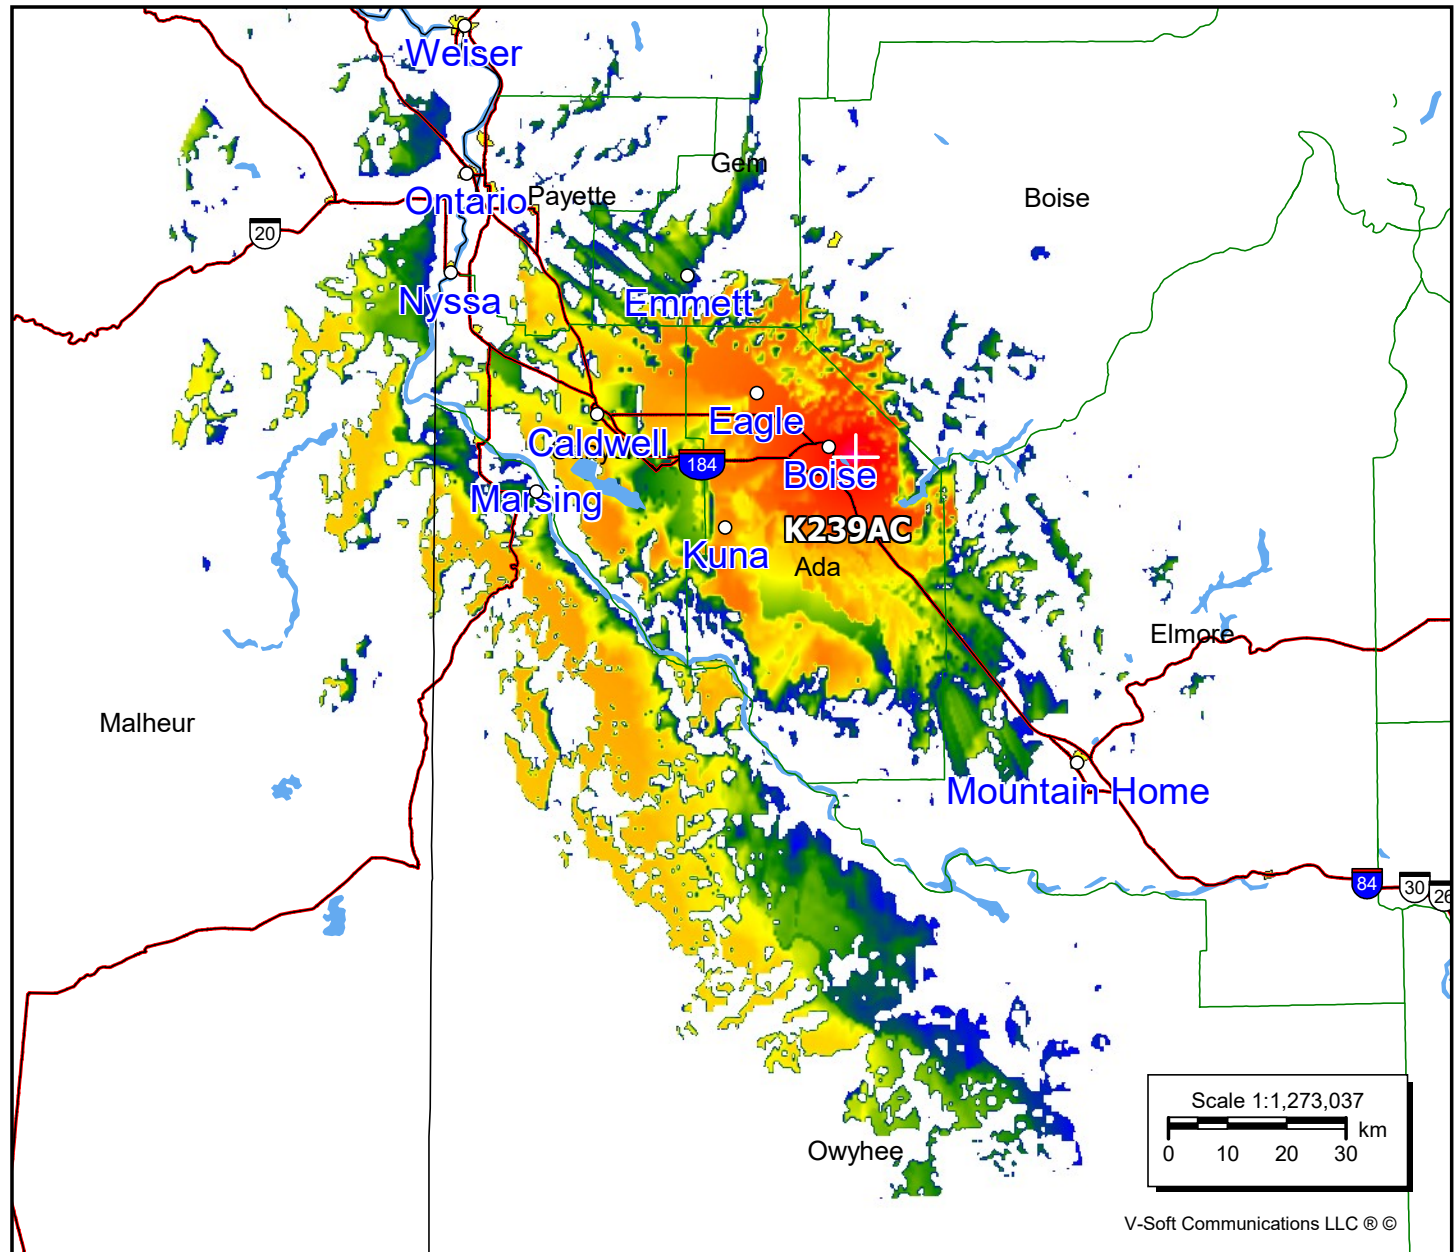 Weiser
Gem
Ontario
Payette
Boise
20
Nyssa
Emmett
Eagle
Caldwell
184
Boise
Marsing
K239AC
Kuna
Ada
Elmore
Malheur
Mountain Home
84
30
26
Scale 1:1,273,037
km
0 10 20 30
Owyhee
V-Soft Communications LLC ® ©